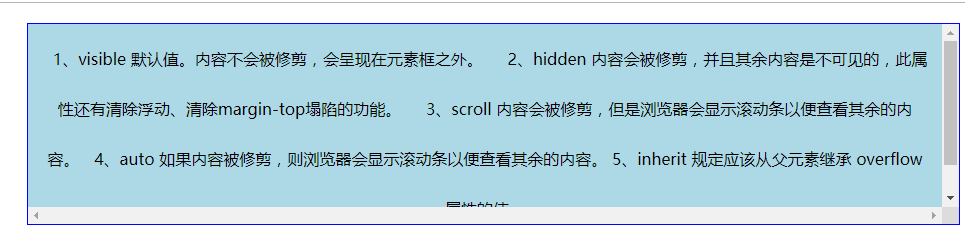 1、visible 默认值。内容不会被修剪，会呈现在元素框之外。 2、hidden 内容会被修剪，并且其余内容是不可见的，此属
性还有清除浮动、清除margin-top塌陷的功能。 3、scroll 内容会被修剪，但是浏览器会显示滚动条以便查看其余的内
容。 4、auto 如果内容被修剪，则浏览器会显示滚动条以便查看其余的内容。 5、inherit 规定应该从父元素继承 overflow
属性的值